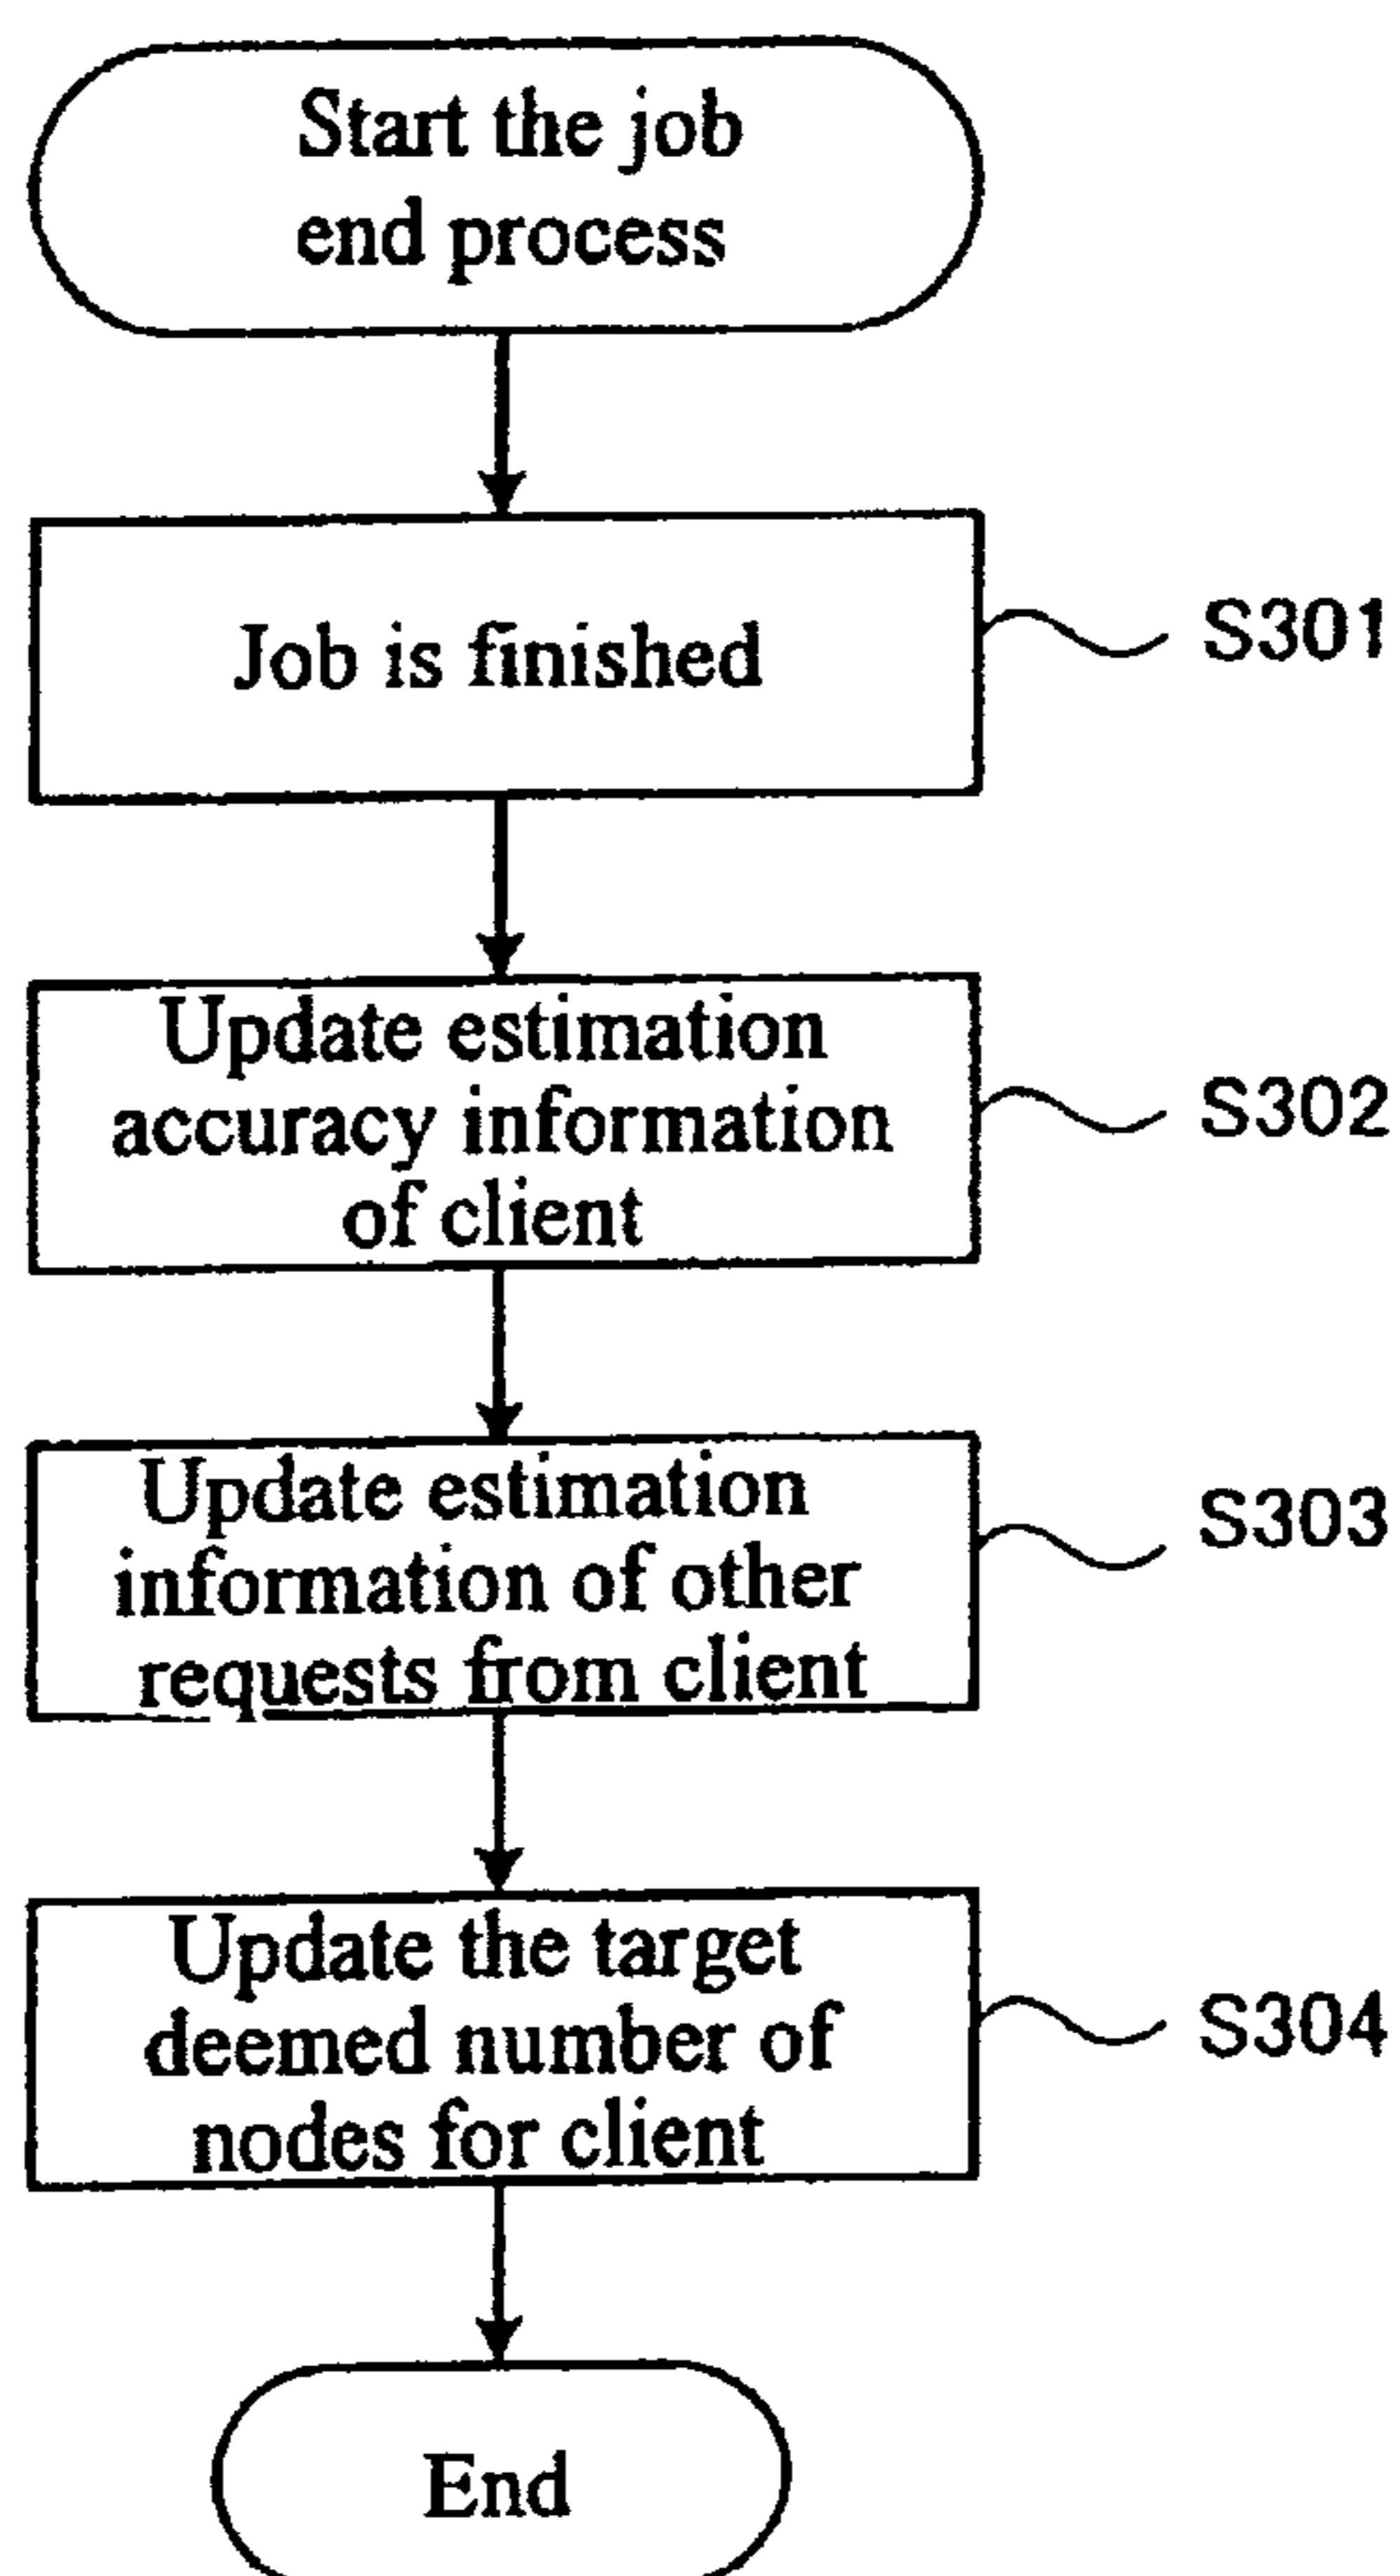 Start the job
end process
Job is finished
S301
Update estimation
accuracy information
of client
S302
Update estimation
information of other
requests from client
S303
Update the target
deemed number of
nodes for client
S304
End